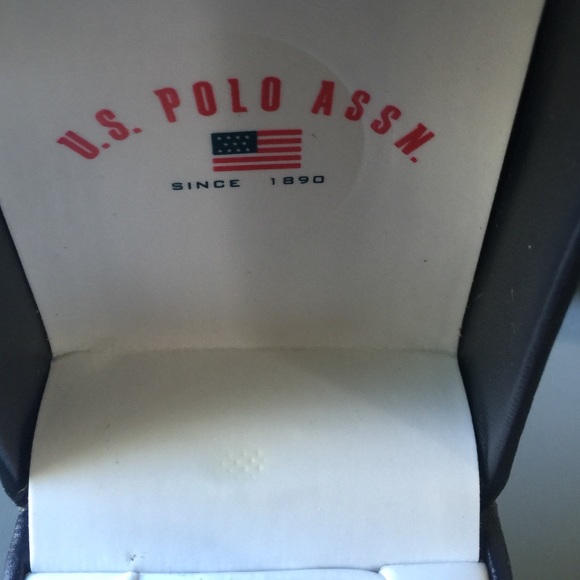 U.S. POLO ASSN.
SINCE 1890